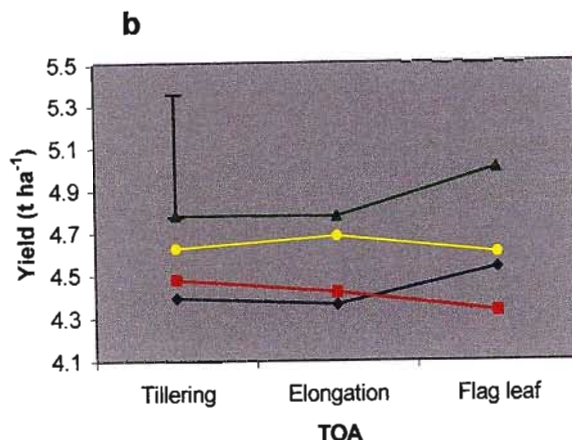 b
5.5
5.3
5.1
4.9
4.7
4.5
4.3
4.1
Yield (t ha-1)
Tillering Elongation Flag leaf
TOA